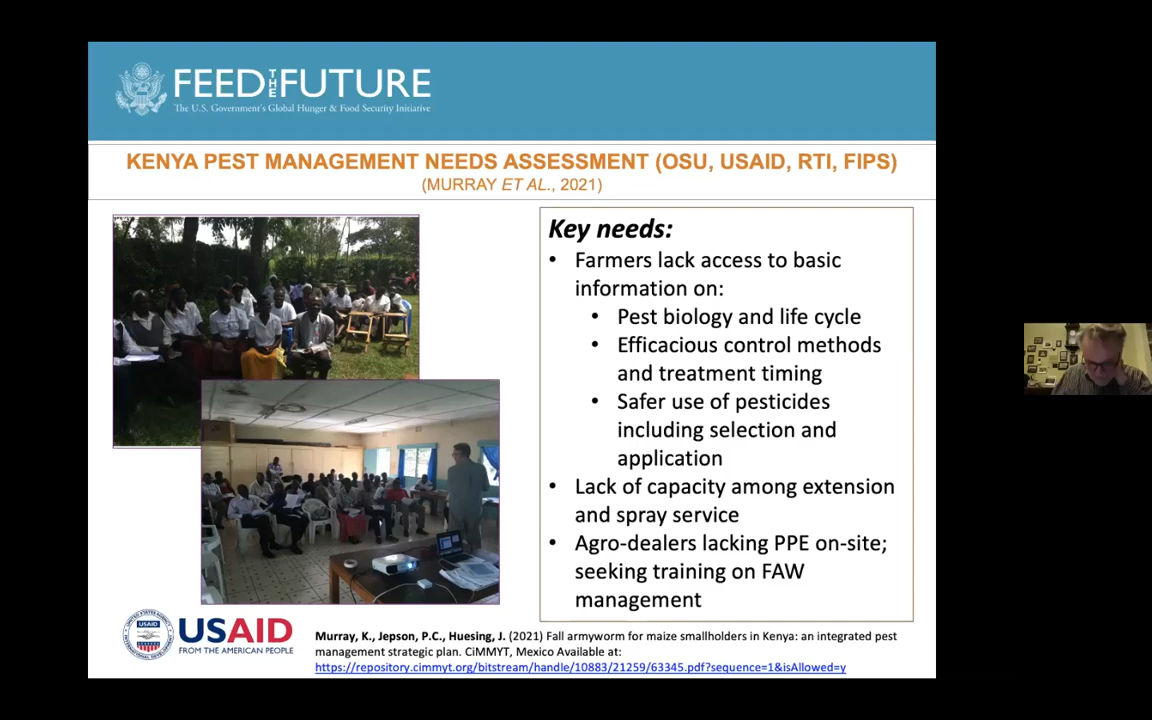 FEED THE FUTURE
The U.S. Government's Global Hunger & Food Security Initiative
KENYA PEST MANAGEMENT NEEDS ASSESSMENT (OSU, USAID, RTI, FIPS)
(MURRAY ET AL., 2021)
Key needs:
• Farmers lack access to basic
information on:
• Pest biology and life cycle
• Efficacious control methods
and treatment timing
• Safer use of pesticides
including selection and
application
• Lack of capacity among extension
and spray service
• Agro-dealers lacking PPE on-site;
seeking training on FAW
management
USAID
USAID
FROM THE AMERICAN PEOPLE
Murray, K., Jepson, P.C., Huesing, J. (2021) Fall armyworm for maize smallholders in Kenya: an integrated pest
management strategic plan. CiMMYT, Mexico Available at:
https://repository.cimmyt.org/bitstream/handle/10883/21259/63345.pdf?sequence=1&isAllowed=y